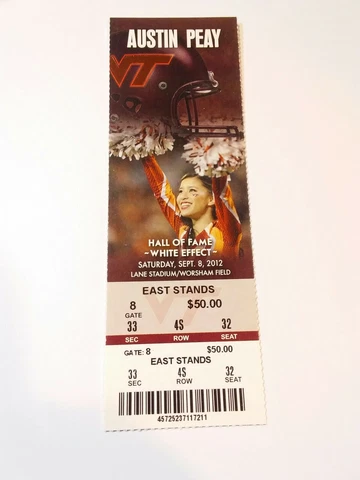 AUSTIN PEAY
VT
HALL OF FAME
~WHITE EFFECT~
SATURDAY, SEPT. 8, 2012
LANE STADIUM/WORSHAM FIELD
EAST STANDS
8 $50.00
GATE
33 4S 32
SEC ROW SEAT
GATE: 8 $50.00
EAST STANDS
33 4S 32
SEC ROW SEAT
45725237117211